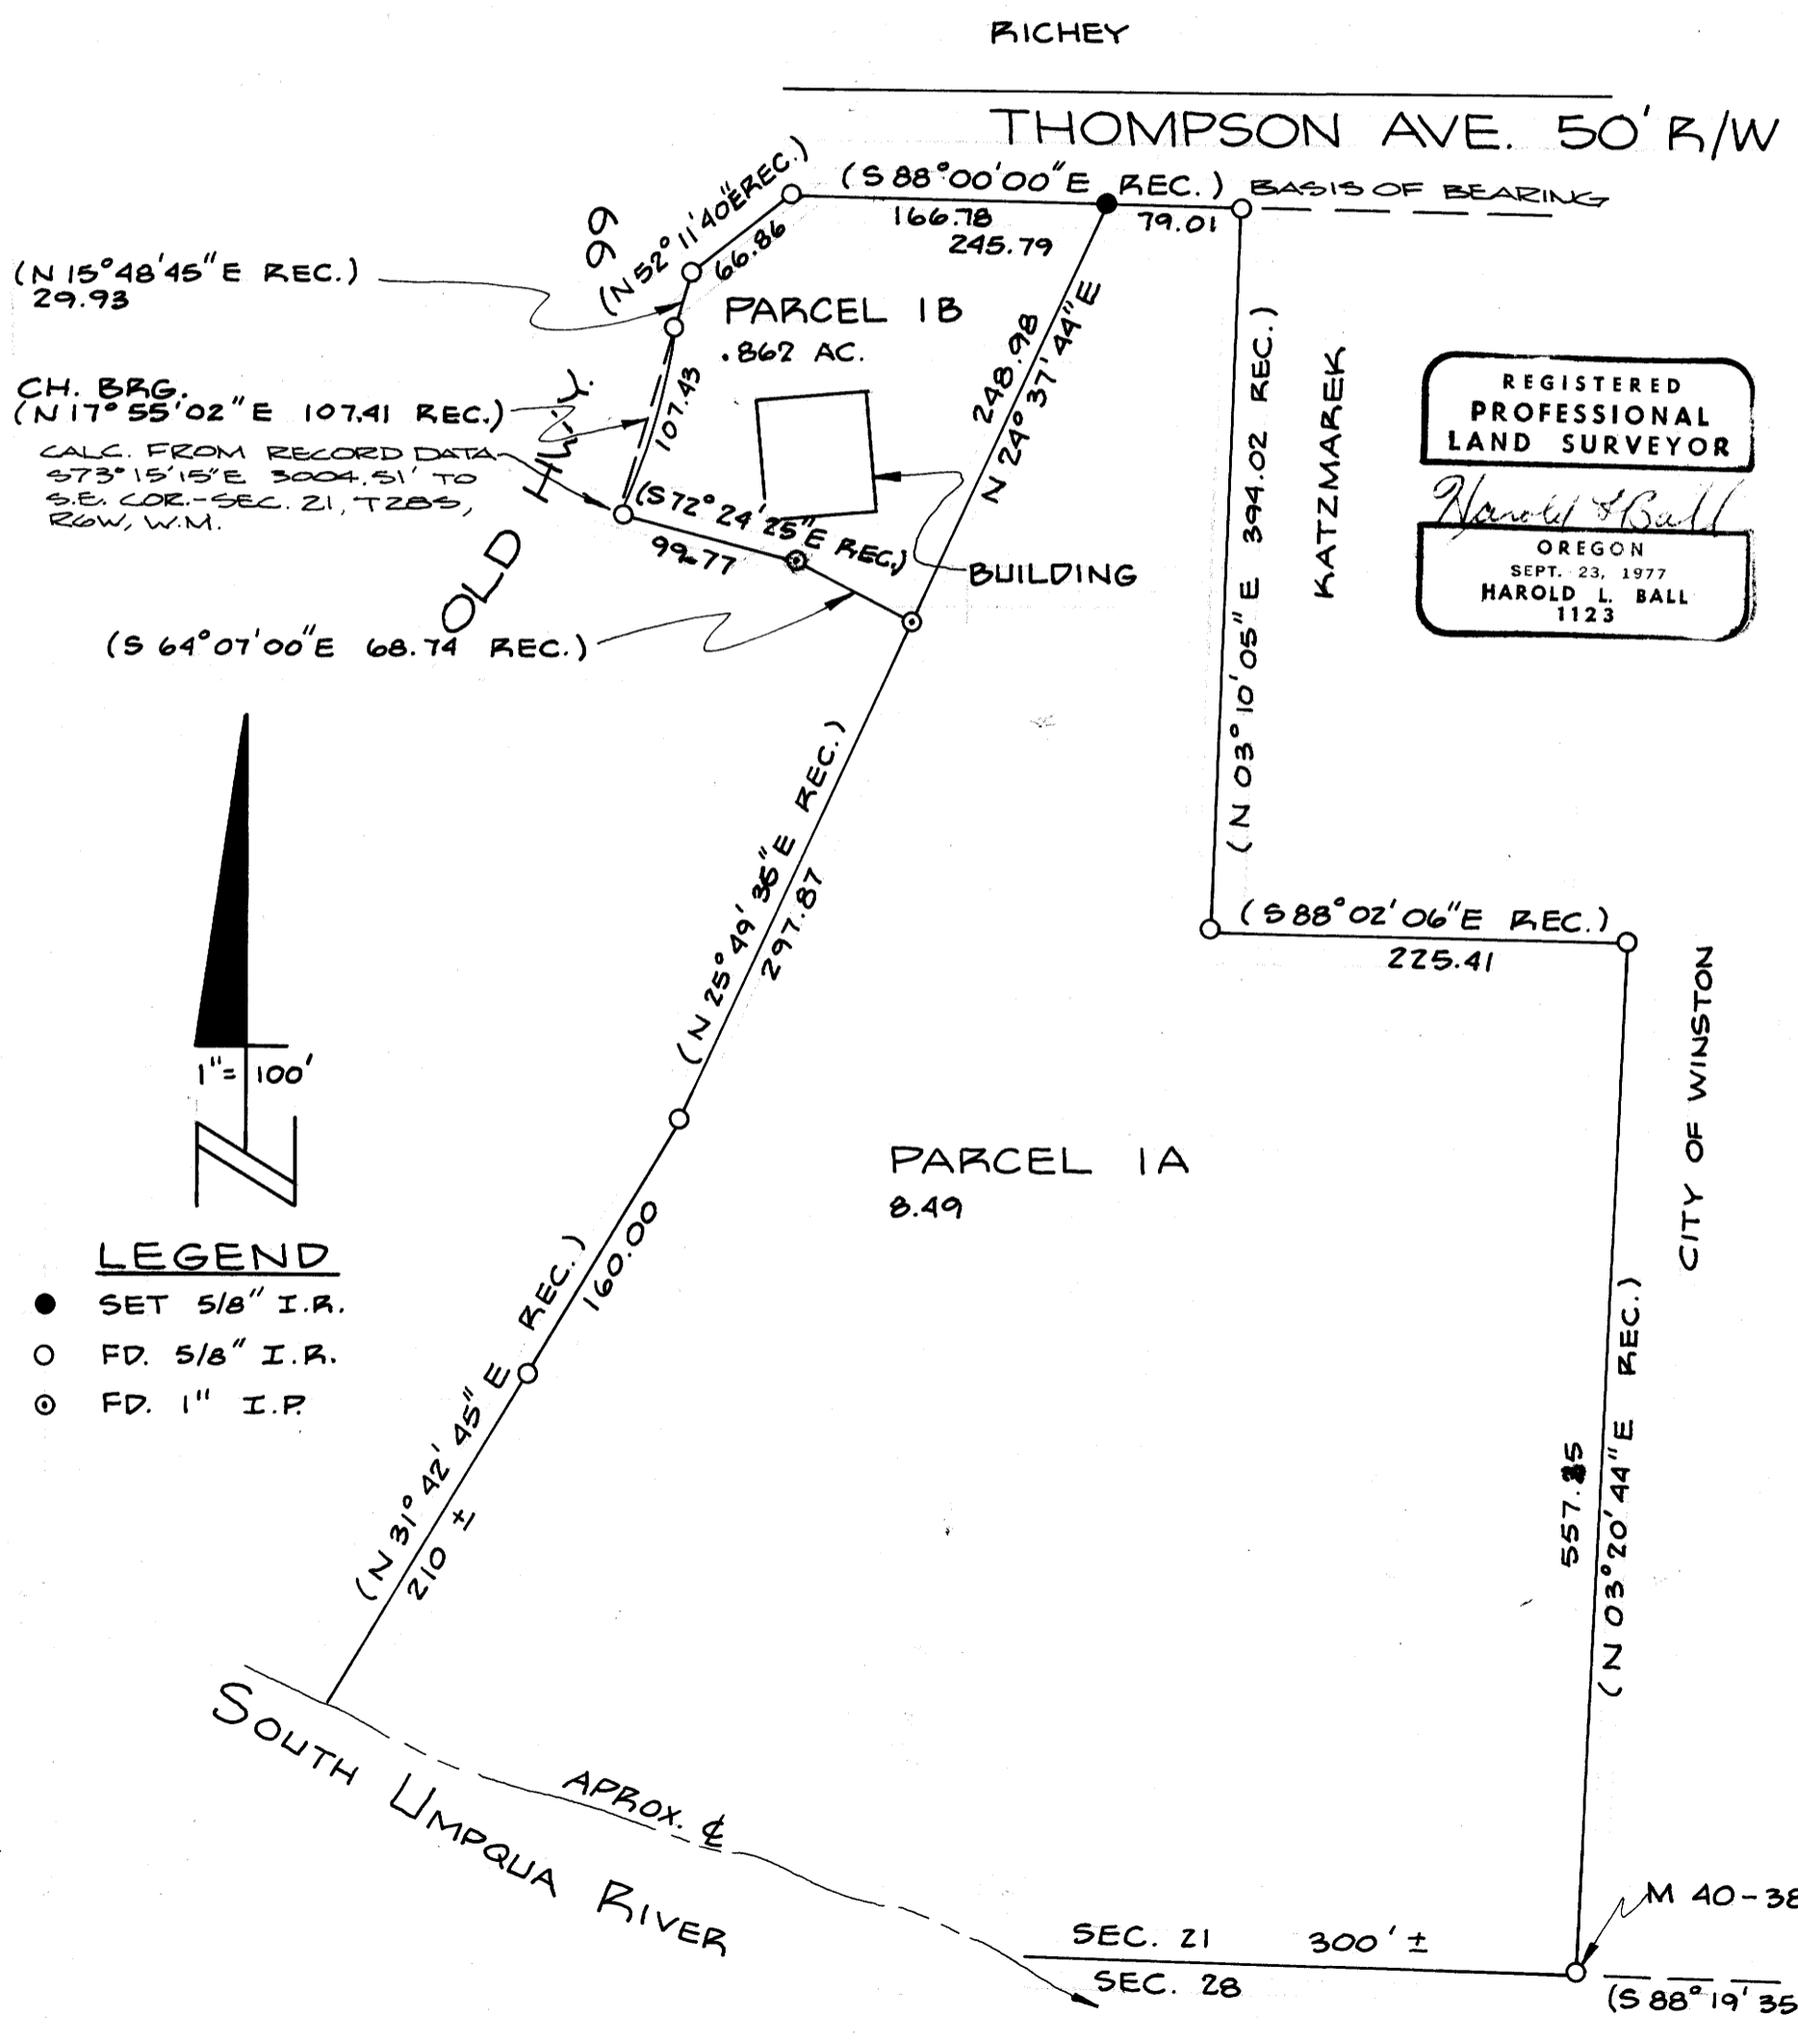 RICHEY
THOMPSON AVE. 50' R/W
(S 88°00'00"E REC.) BASIS OF BEARING
166.78
79.01
245.79
(N 52°11'40"E REC.)
66.86
99
(N 15°48'45"E REC.)
29.93
PARCEL 1B
.862 AC.
CH. BRG.
(N 17°55'02"E 107.41 REC.)
107.43
CALC. FROM RECORD DATA
S73°15'15"E 3004.51' TO
S.E. COR.-SEC. 21, T28S,
R6W, W.M.
OLD HWY.
(S 72°24'25"E REC.)
99.77
BUILDING
(S 64°07'00"E 68.74 REC.)
248.98
N 24°37'44"E
(N 03°10'05"E 394.02 REC.)
KATZMAREK
REGISTERED
PROFESSIONAL
LAND SURVEYOR
Harold L Ball
OREGON
SEPT. 23, 1977
HAROLD L. BALL
1123
(N 25°49'36"E REC.)
297.87
(S 88°02'06"E REC.)
225.41
CITY OF WINSTON
1"= 100'
N
PARCEL 1A
8.49
LEGEND
SET 5/8" I.R.
FD. 5/8" I.R.
FD. 1" I.P.
160.00
(N 31°42'45"E REC.)
210 ±
(N 03°20'44"E REC.)
SOUTH UMPQUA RIVER
APROX. ℄
M 40-38
SEC. 21 300'±
SEC. 28
(S 88°19'35